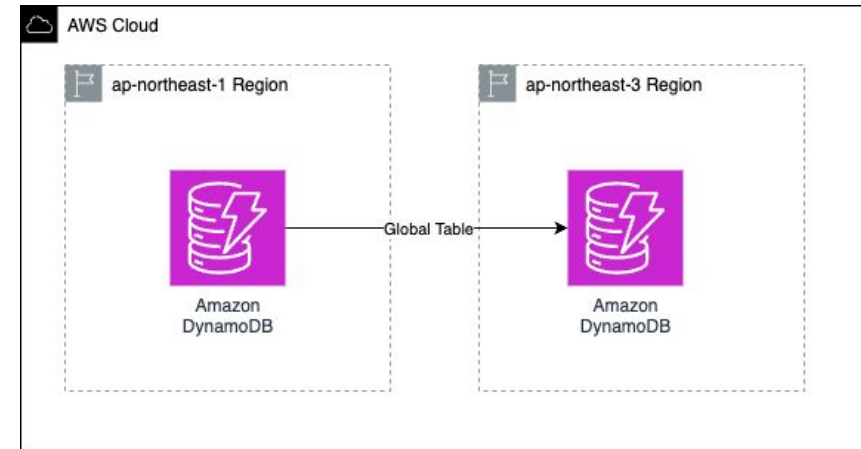 AWS Cloud
ap-northeast-1 Region
ap-northeast-3 Region
Global Table
Amazon
DynamoDB
Amazon
DynamoDB